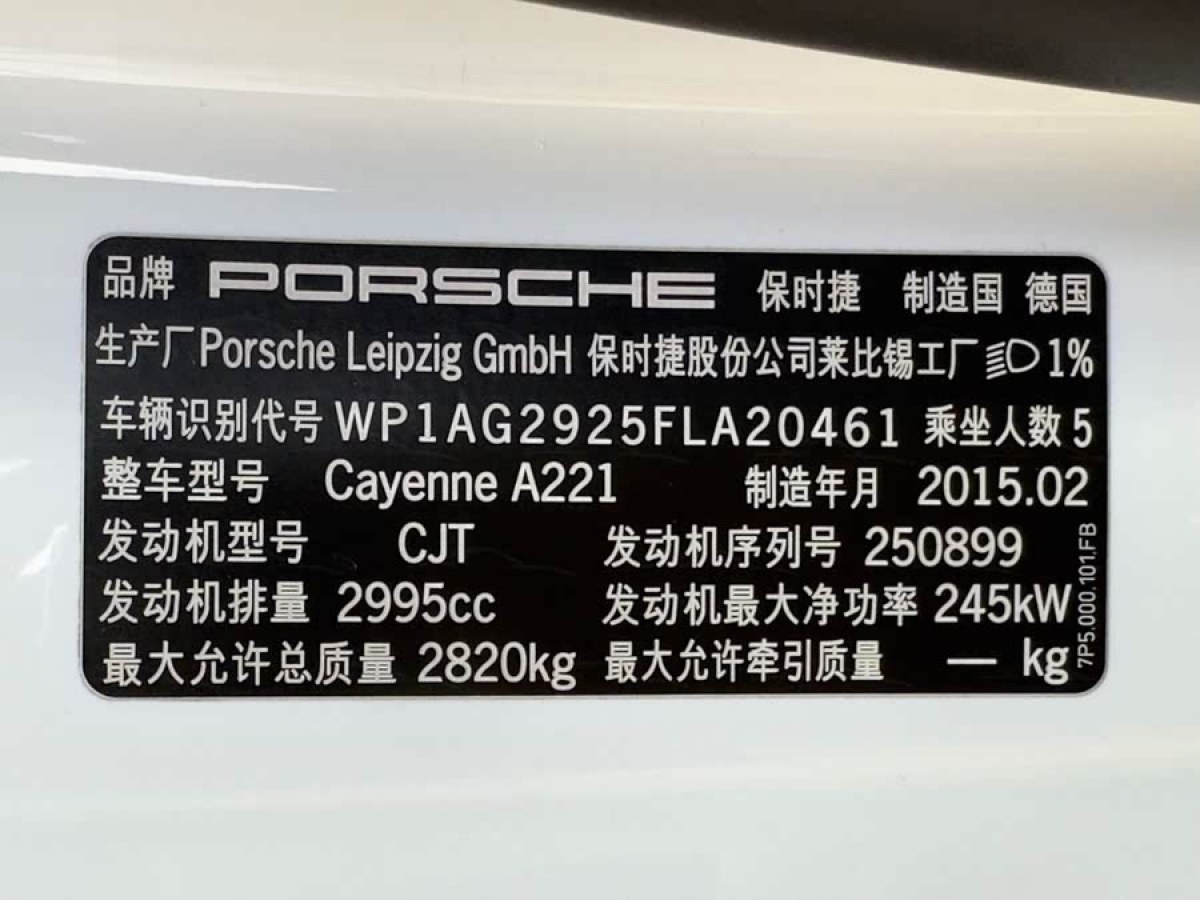 品牌 PORSCHE 保时捷 制造国 德国
生产厂 Porsche Leipzig GmbH 保时捷股份公司莱比锡工厂 1%
车辆识别代号 WP1AG2925FLA20461 乘坐人数 5
整车型号 Cayenne A221 制造年月 2015.02
发动机型号 CJT 发动机序列号 250899
发动机排量 2995cc 发动机最大净功率 245kW
最大允许总质量 2820kg 最大允许牵引质量 — kg
7P5.000.101.FB